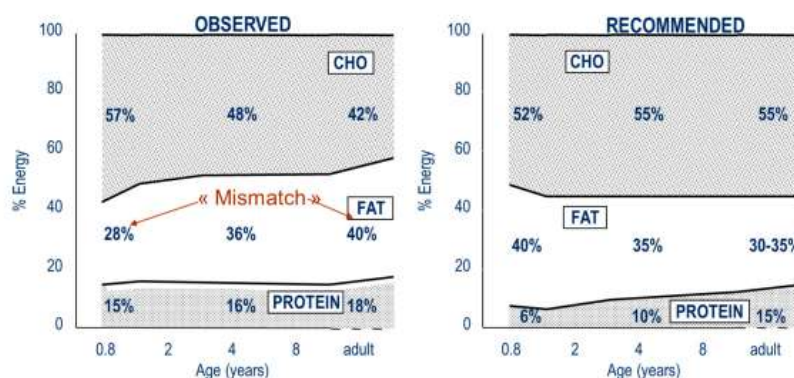 OBSERVED
100
80
60
40
20
0
% Energy
CHO
57% 48% 42%
« Mismatch »
FAT
28% 36% 40%
PROTEIN
15% 16% 18%
0.8 2 4 8 adult
Age (years)
RECOMMENDED
100
80
60
40
20
0
% Energy
CHO
52% 55% 55%
FAT
40% 35% 30-35%
PROTEIN
6% 10% 15%
0.8 2 4 8 adult
Age (years)